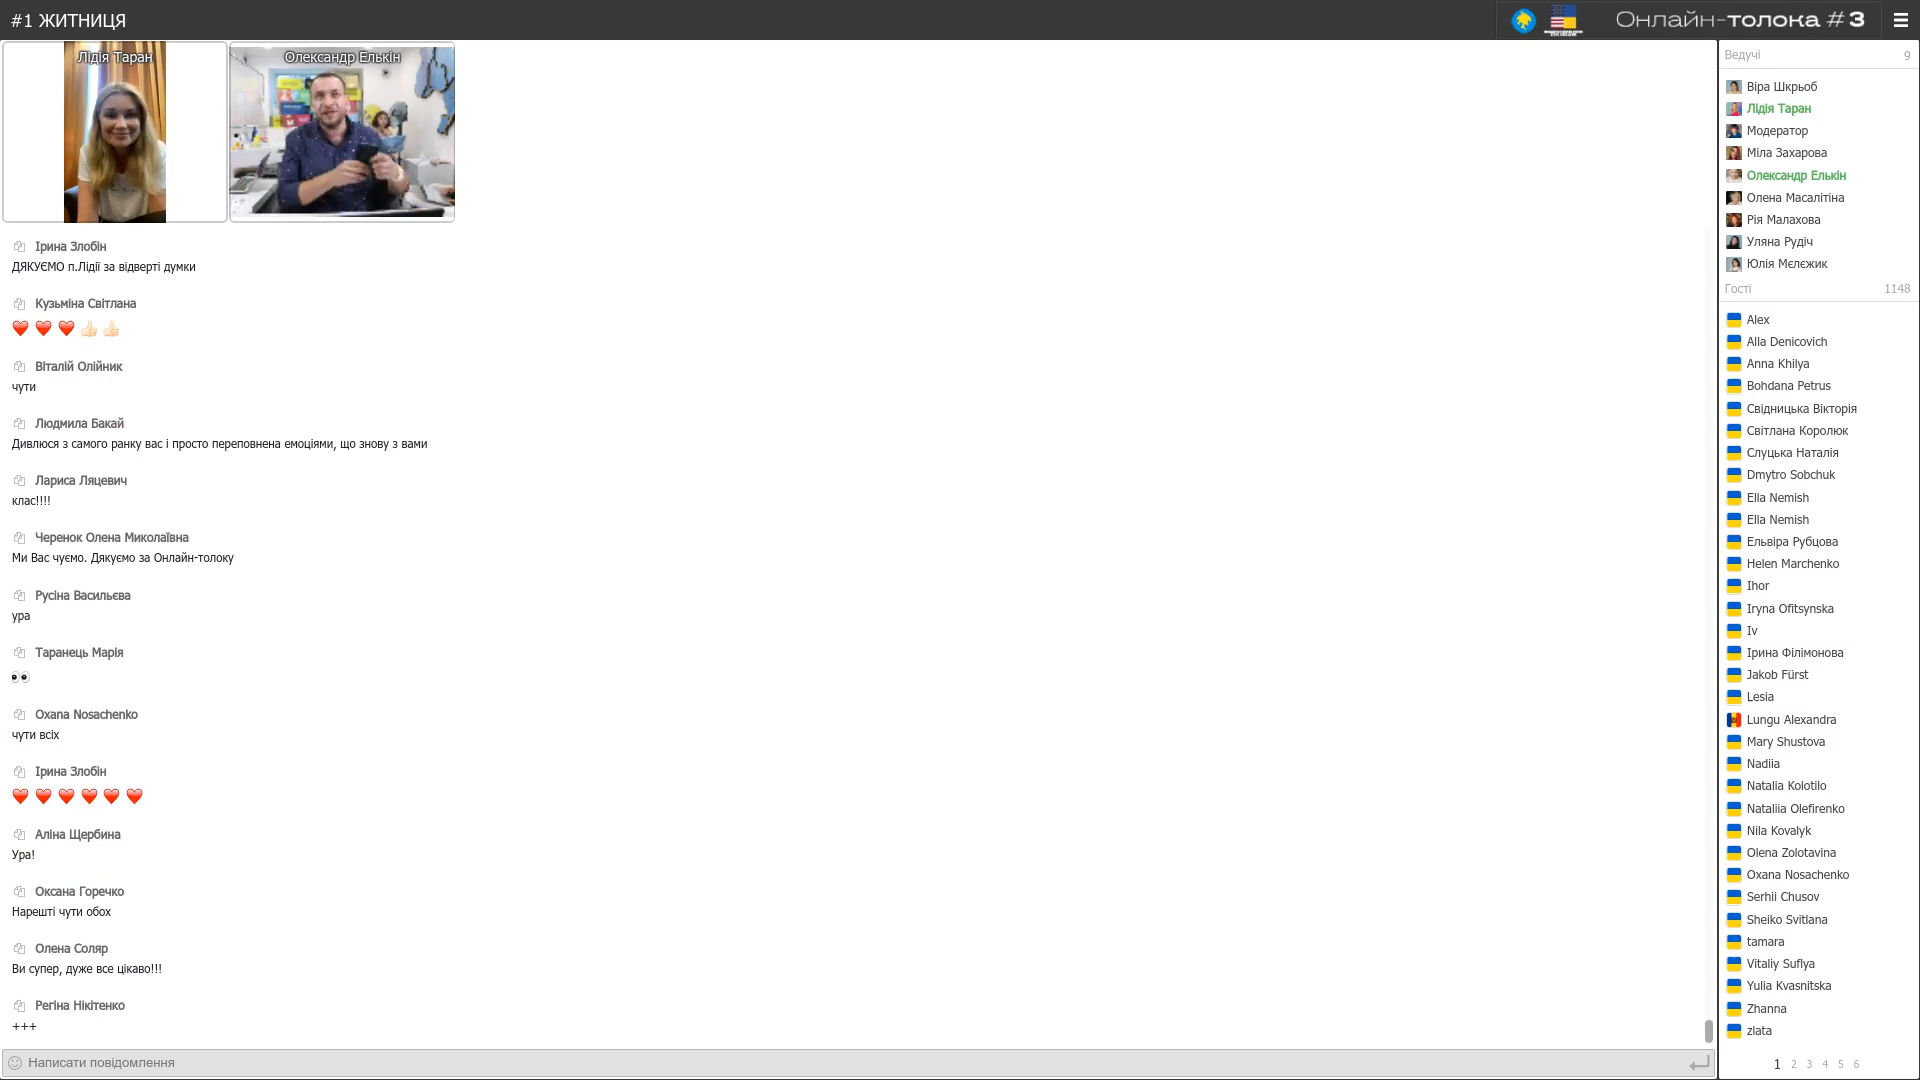 #1 ЖИТНИЦЯ
Онлайн-толока #3
Лідія Таран
Олександр Елькін
Ірина Злобін
ДЯКУЄМО п.Лідії за відверті думки
Кузьміна Світлана
Віталій Олійник
чути
Людмила Бакай
Дивлюся з самого ранку вас і просто переповнена емоціями, що знову з вами
Лариса Ляцевич
клас!!!!
Черенок Олена Миколаївна
Ми Вас чуємо. Дякуємо за Онлайн-толоку
Русіна Васильєва
ура
Таранець Марія
Oxana Nosachenko
чути всіх
Ірина Злобін
Аліна Щербина
Ура!
Оксана Горечко
Нарешті чути обох
Олена Соляр
Ви супер, дуже все цікаво!!!
Регіна Нікітенко
+++
Написати повідомлення
Ведучі 9
Віра Шкрьоб
Лідія Таран
Модератор
Міла Захарова
Олександр Елькін
Олена Масалітіна
Рія Малахова
Уляна Рудіч
Юлія Мєлєжик
Гості 1148
Alex
Alla Denicovich
Anna Khilya
Bohdana Petrus
Cвідницька Вікторія
Cвітлана Королюк
Cлуцька Наталія
Dmytro Sobchuk
Ella Nemish
Ella Nemish
Eльвіра Рубцова
Helen Marchenko
Ihor
Iryna Ofitsynska
Iv
Iрина Філімонова
Jakob Fürst
Lesia
Lungu Alexandra
Mary Shustova
Nadiia
Natalia Kolotilo
Nataliia Olefirenko
Nila Kovalyk
Olena Zolotavina
Oxana Nosachenko
Serhii Chusov
Sheiko Svitlana
tamara
Vitaliy Suflya
Yulia Kvasnitska
Zhanna
zlata
1 2 3 4 5 6